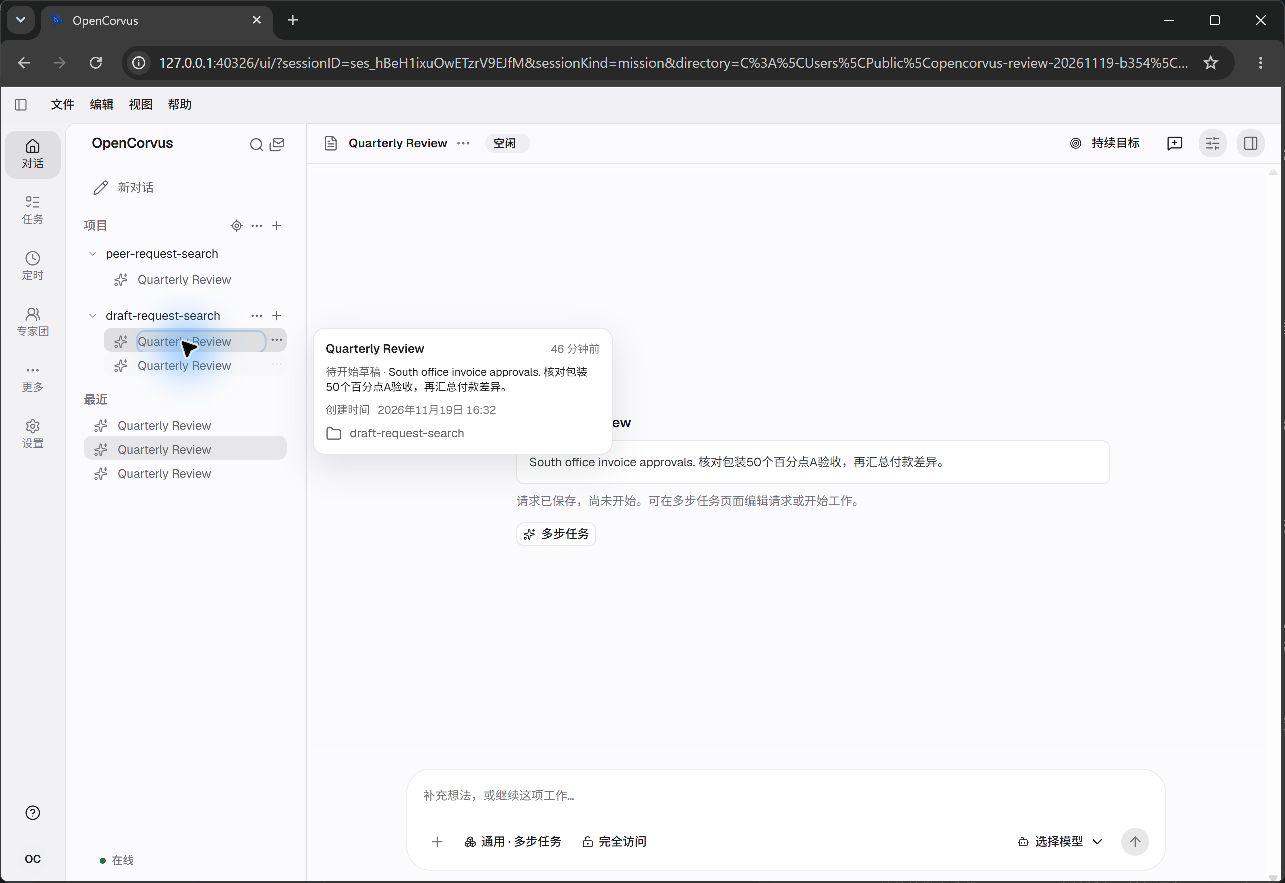 OpenCorvus
127.0.0.1:40326/ui/?sessionID=ses_hBeH1ixuOwETzrV9EJfM&sessionKind=mission&directory=C%3A%5CUsers%5CPublic%5Copencorvus-review-20261119-b354%5C...
文件 编辑 视图 帮助
对话
任务
定时
专家团
更多
设置
OC
OpenCorvus
新对话
项目
peer-request-search
Quarterly Review
draft-request-search
Quarterly Review
Quarterly Review
最近
Quarterly Review
Quarterly Review
Quarterly Review
在线
Quarterly Review 空闲
持续目标
Quarterly Review 46 分钟前
待开始草稿 · South office invoice approvals. 核对包装
50个百分点A验收，再汇总付款差异。
创建时间 2026年11月19日 16:32
draft-request-search
ew
South office invoice approvals. 核对包装50个百分点A验收，再汇总付款差异。
请求已保存，尚未开始。可在多步任务页面编辑请求或开始工作。
多步任务
补充想法，或继续这项工作...
通用 · 多步任务 完全访问 选择模型